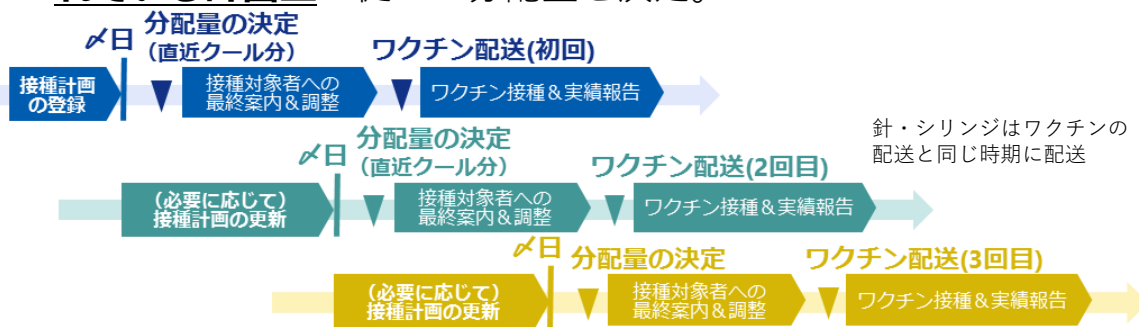 〆日
分配量の決定
(直近クール分)
ワクチン配送(初回)
接種計画
の登録
接種対象者への
最終案内&調整
ワクチン接種&実績報告
針・シリンジはワクチンの
配送と同じ時期に配送
〆日
分配量の決定
(直近クール分)
ワクチン配送(2回目)
(必要に応じて)
接種計画の更新
接種対象者への
最終案内&調整
ワクチン接種&実績報告
〆日
分配量の決定
ワクチン配送(3回目)
(必要に応じて)
接種計画の更新
接種対象者への
最終案内&調整
ワクチン接種&実績報告